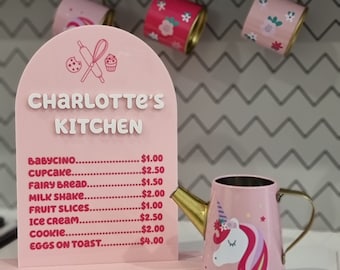 CHARLOTTE'S
KITCHEN
BABYCINO..................$1.00
CUPCAKE...................$2.50
FAIRY BREAD..............$1.50
MILK SHAKE...............$2.00
FRUIT SLICES.............$1.00
ICE CREAM.................$2.50
COOKIE......................$2.00
EGGS ON TOAST..........$4.00